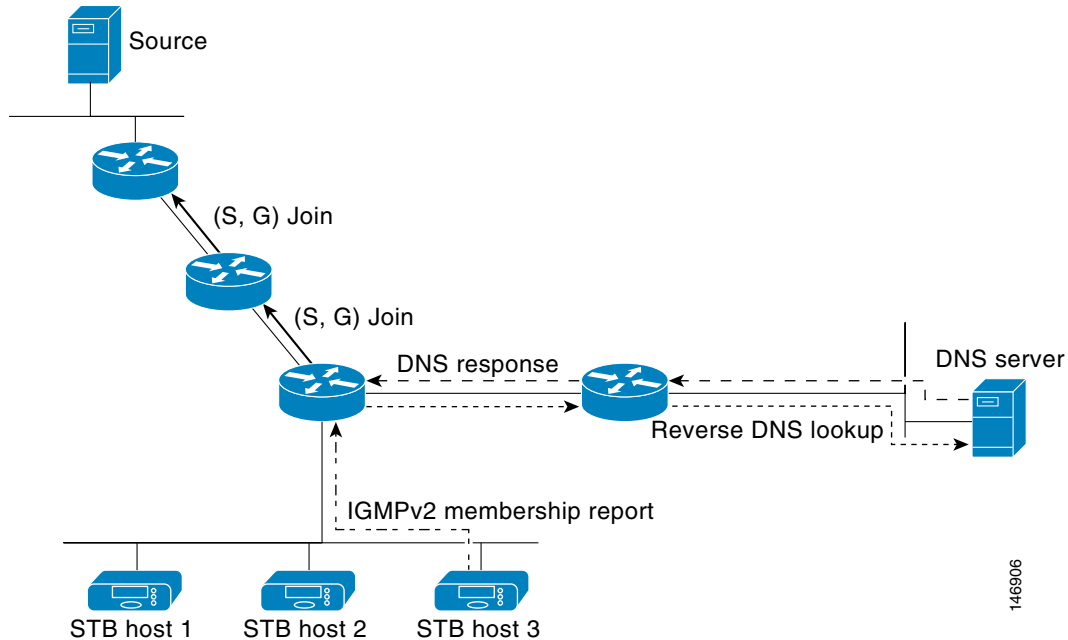 Source
(S, G) Join
(S, G) Join
DNS response
DNS server
Reverse DNS lookup
IGMPv2 membership report
STB host 1
STB host 2
STB host 3
146906